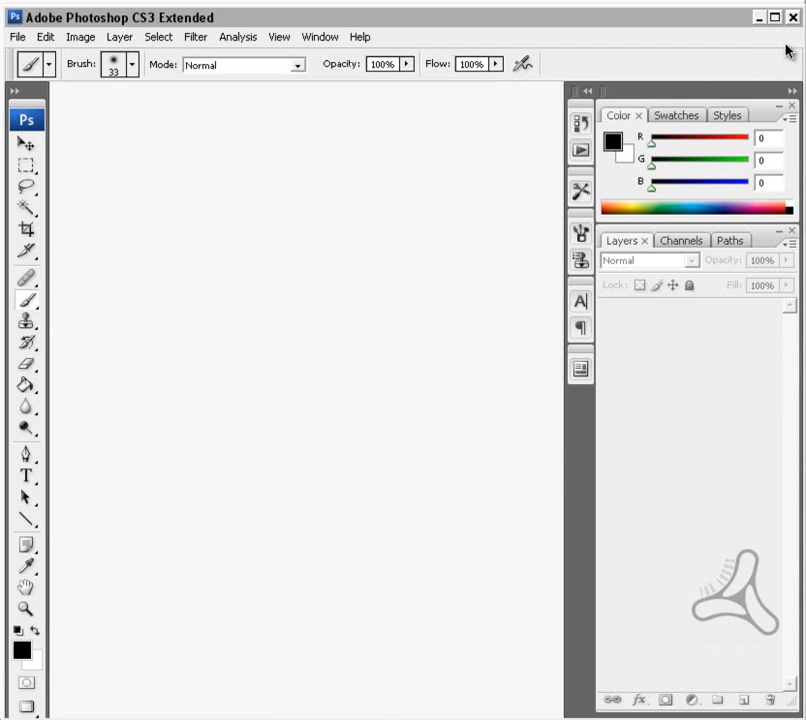 Ps Adobe Photoshop CS3 Extended
File Edit Image Layer Select Filter Analysis View Window Help
Brush: 33 Mode: Normal Opacity: 100% Flow: 100%
Ps
Color Swatches Styles
R 0
G 0
B 0
Layers Channels Paths
Normal Opacity: 100%
Lock: Fill: 100%
A
T
fx